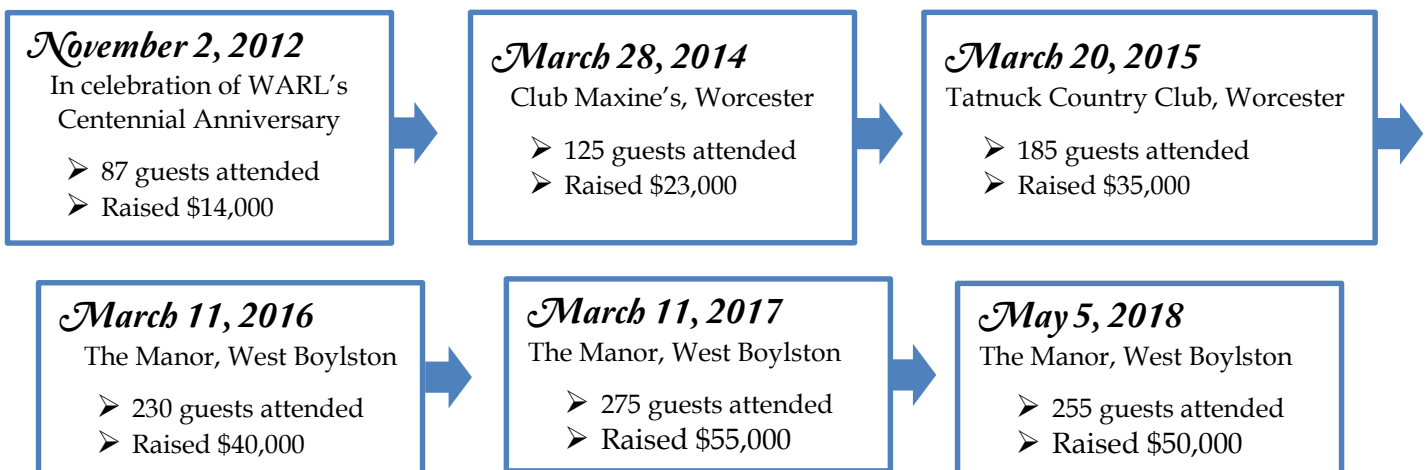 November 2, 2012
In celebration of WARL’s
Centennial Anniversary
➢ 87 guests attended
➢ Raised $14,000
March 28, 2014
Club Maxine’s, Worcester
➢ 125 guests attended
➢ Raised $23,000
March 20, 2015
Tatnuck Country Club, Worcester
➢ 185 guests attended
➢ Raised $35,000
March 11, 2016
The Manor, West Boylston
➢ 230 guests attended
➢ Raised $40,000
March 11, 2017
The Manor, West Boylston
➢ 275 guests attended
➢ Raised $55,000
May 5, 2018
The Manor, West Boylston
➢ 255 guests attended
➢ Raised $50,000